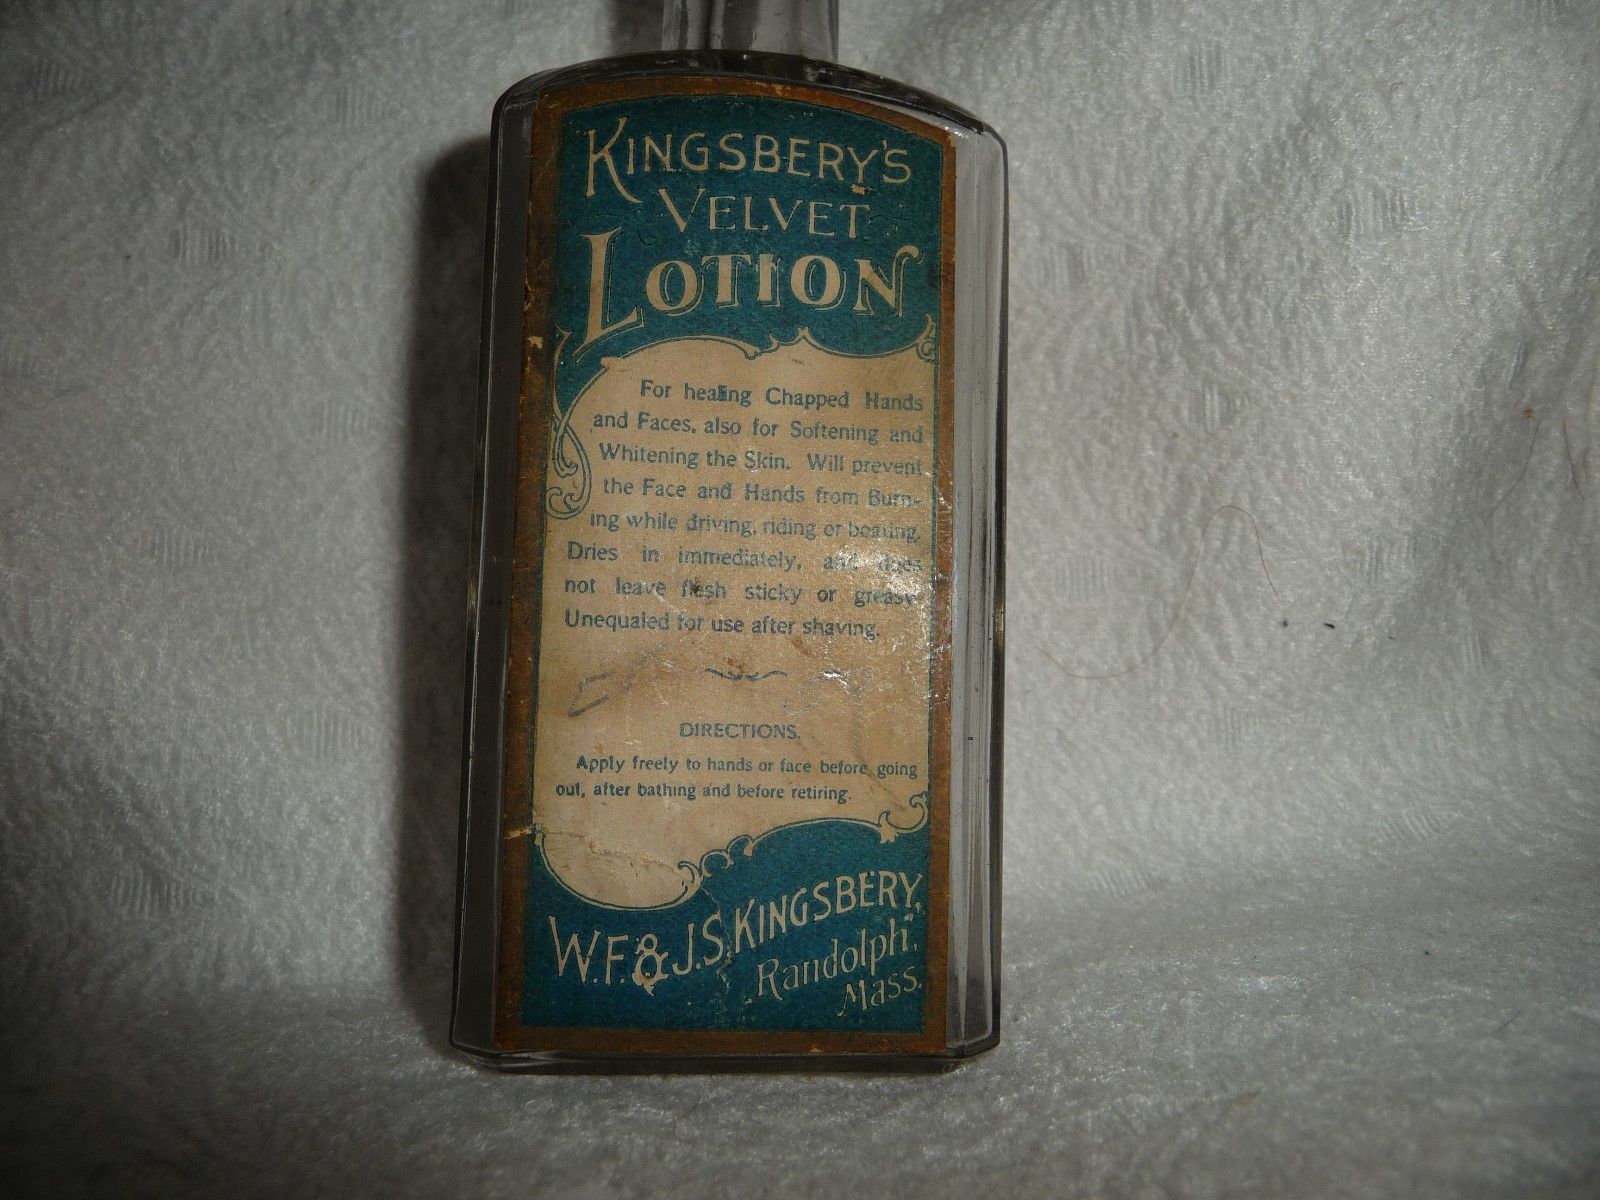 KINGSBERY'S
VELVET
LOTION
For healing Chapped Hands
and Faces, also for Softening and
Whitening the Skin. Will prevent
the Face and Hands from Burn-
ing while driving, riding or boating.
Dries in immediately, and does
not leave flesh sticky or greasy.
Unequaled for use after shaving.
DIRECTIONS.
Apply freely to hands or face before going
out, after bathing and before retiring.
W.F. & J.S. KINGSBERY,
Randolph,
Mass.